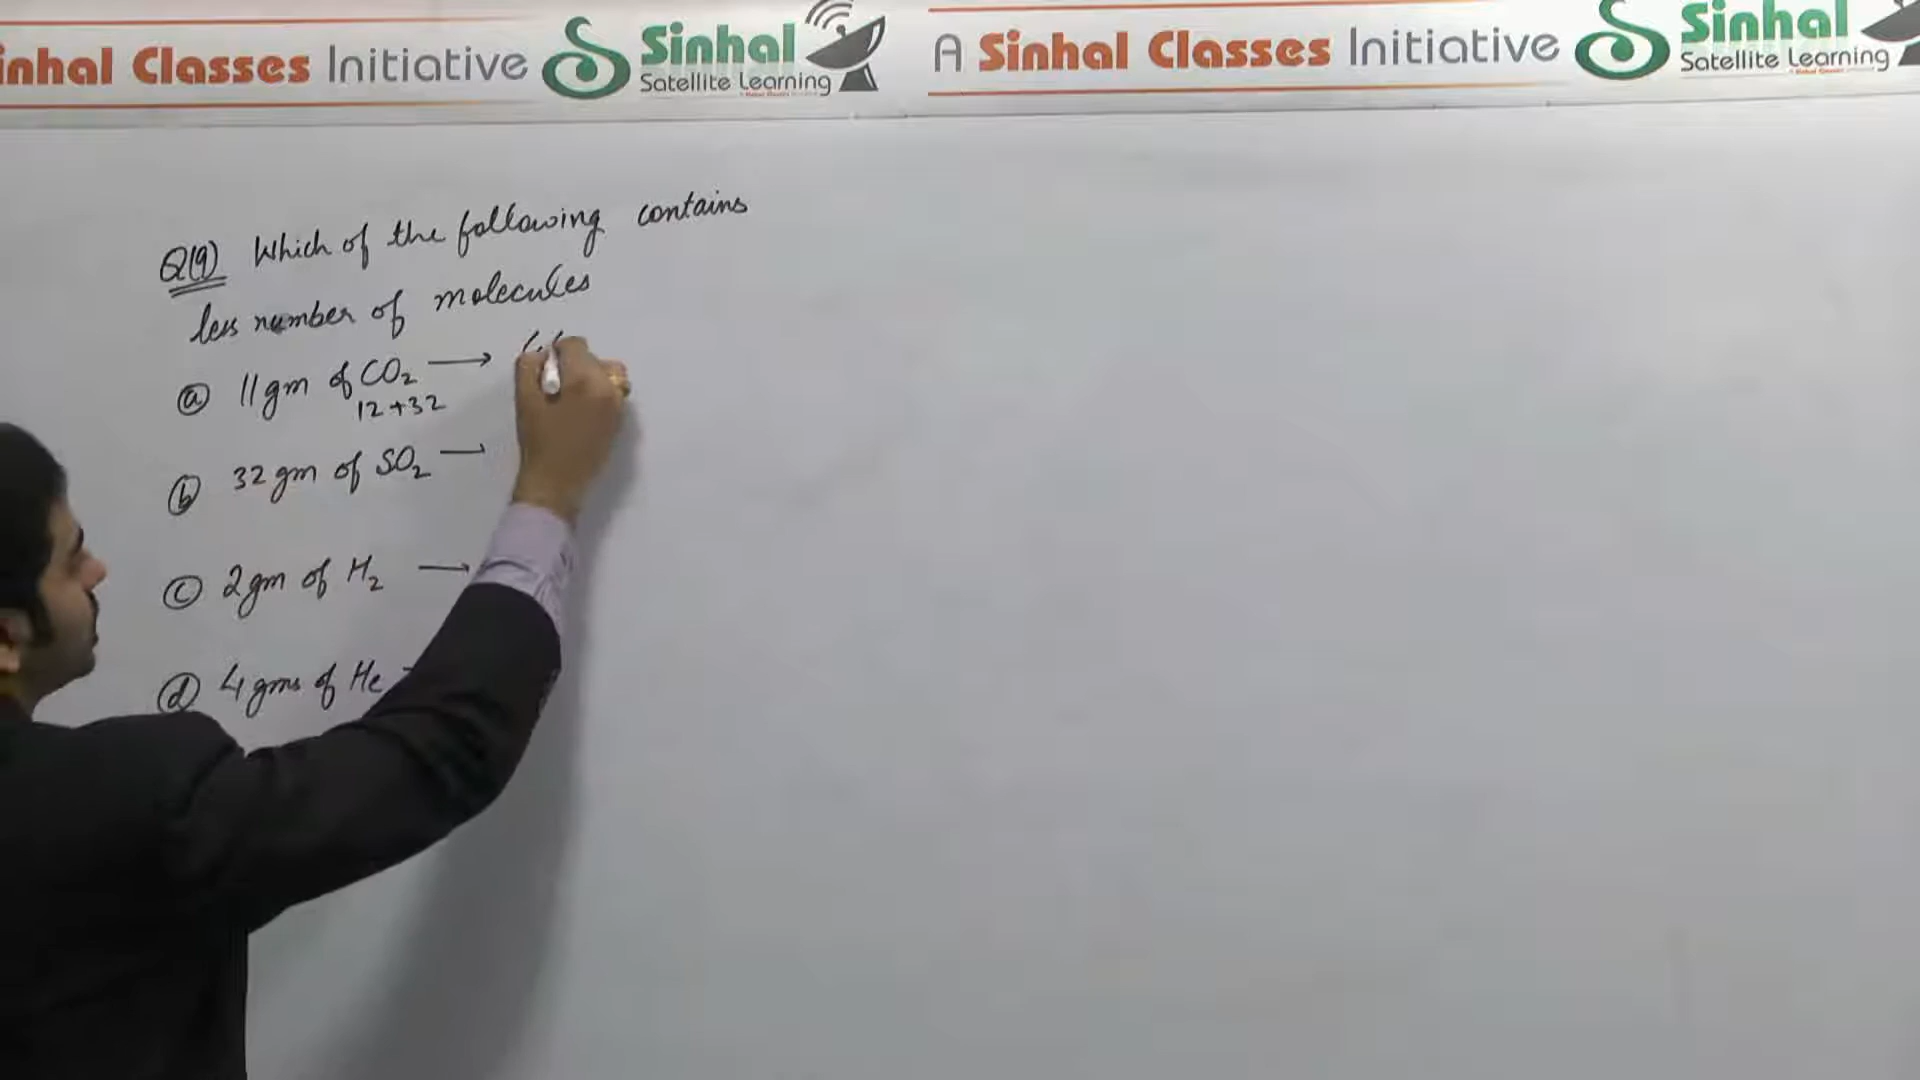 inhal Classes Initiative Sinhal A Sinhal Classes Initiative Sinhal
Satellite Learning Satellite Learning
Q(9) Which of the following contains
less number of molecules
(a) 11gm of CO₂ ⟶ 44
12+32
(b) 32 gm of SO₂ —
(c) 2gm of H₂ ⟶
(d) 4 gms of He